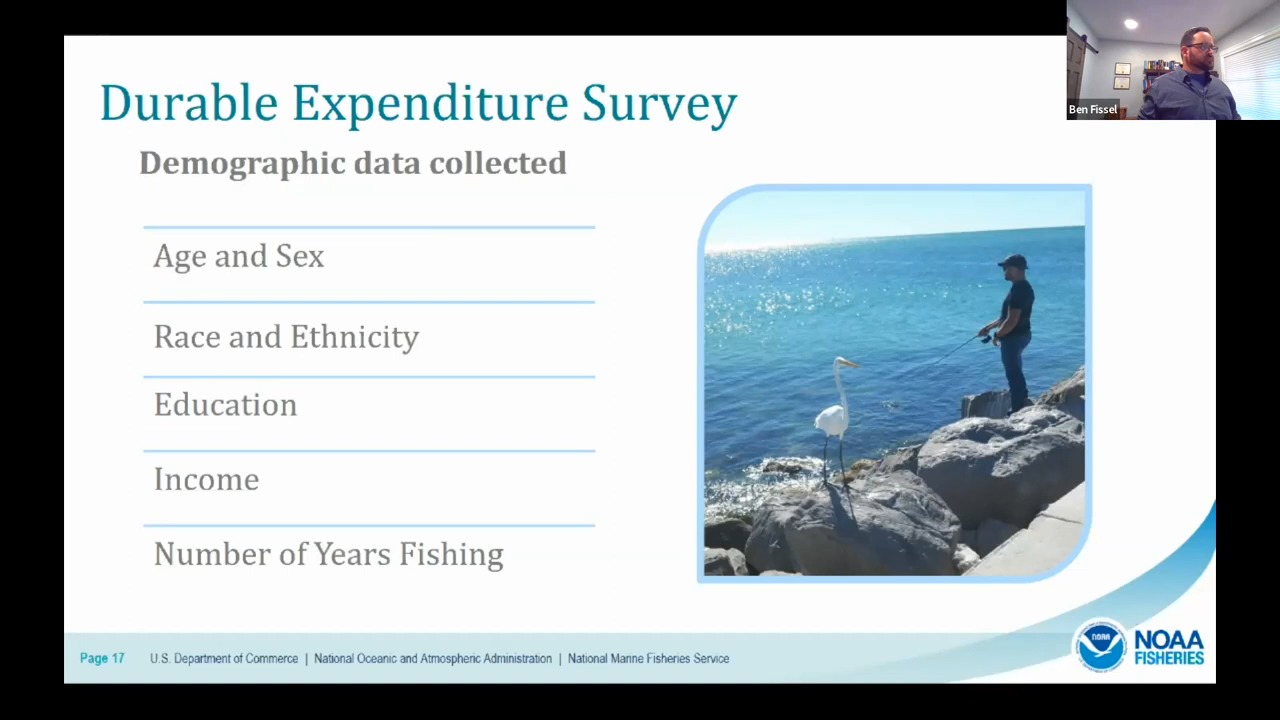 Durable Expenditure Survey
Demographic data collected
Age and Sex
Race and Ethnicity
Education
Income
Number of Years Fishing
Page 17 U.S. Department of Commerce | National Oceanic and Atmospheric Administration | National Marine Fisheries Service
NOAA
NOAA
FISHERIES
Ben Fissel